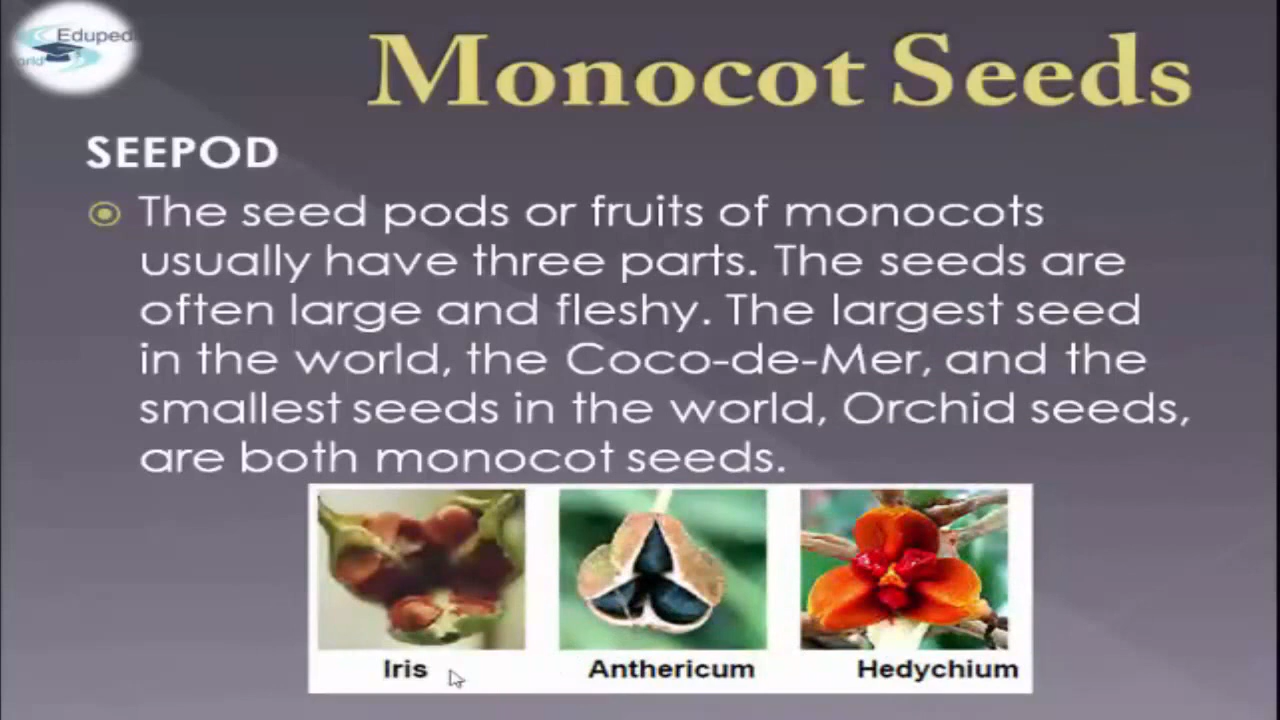 Edupedi
orld
Monocot Seeds
SEEPOD
The seed pods or fruits of monocots
usually have three parts. The seeds are
often large and fleshy. The largest seed
in the world, the Coco-de-Mer, and the
smallest seeds in the world, Orchid seeds,
are both monocot seeds.
Iris Anthericum Hedychium